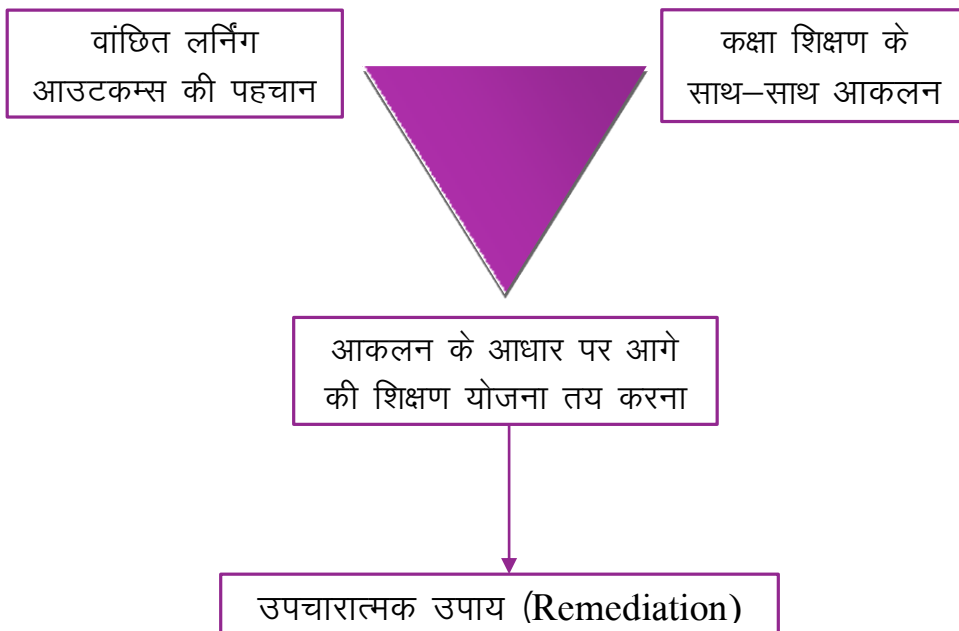 वांछित लर्निंग
आउटकम्स की पहचान
कक्षा शिक्षण के
साथ–साथ आकलन
आकलन के आधार पर आगे
की शिक्षण योजना तय करना
उपचारात्मक उपाय (Remediation)